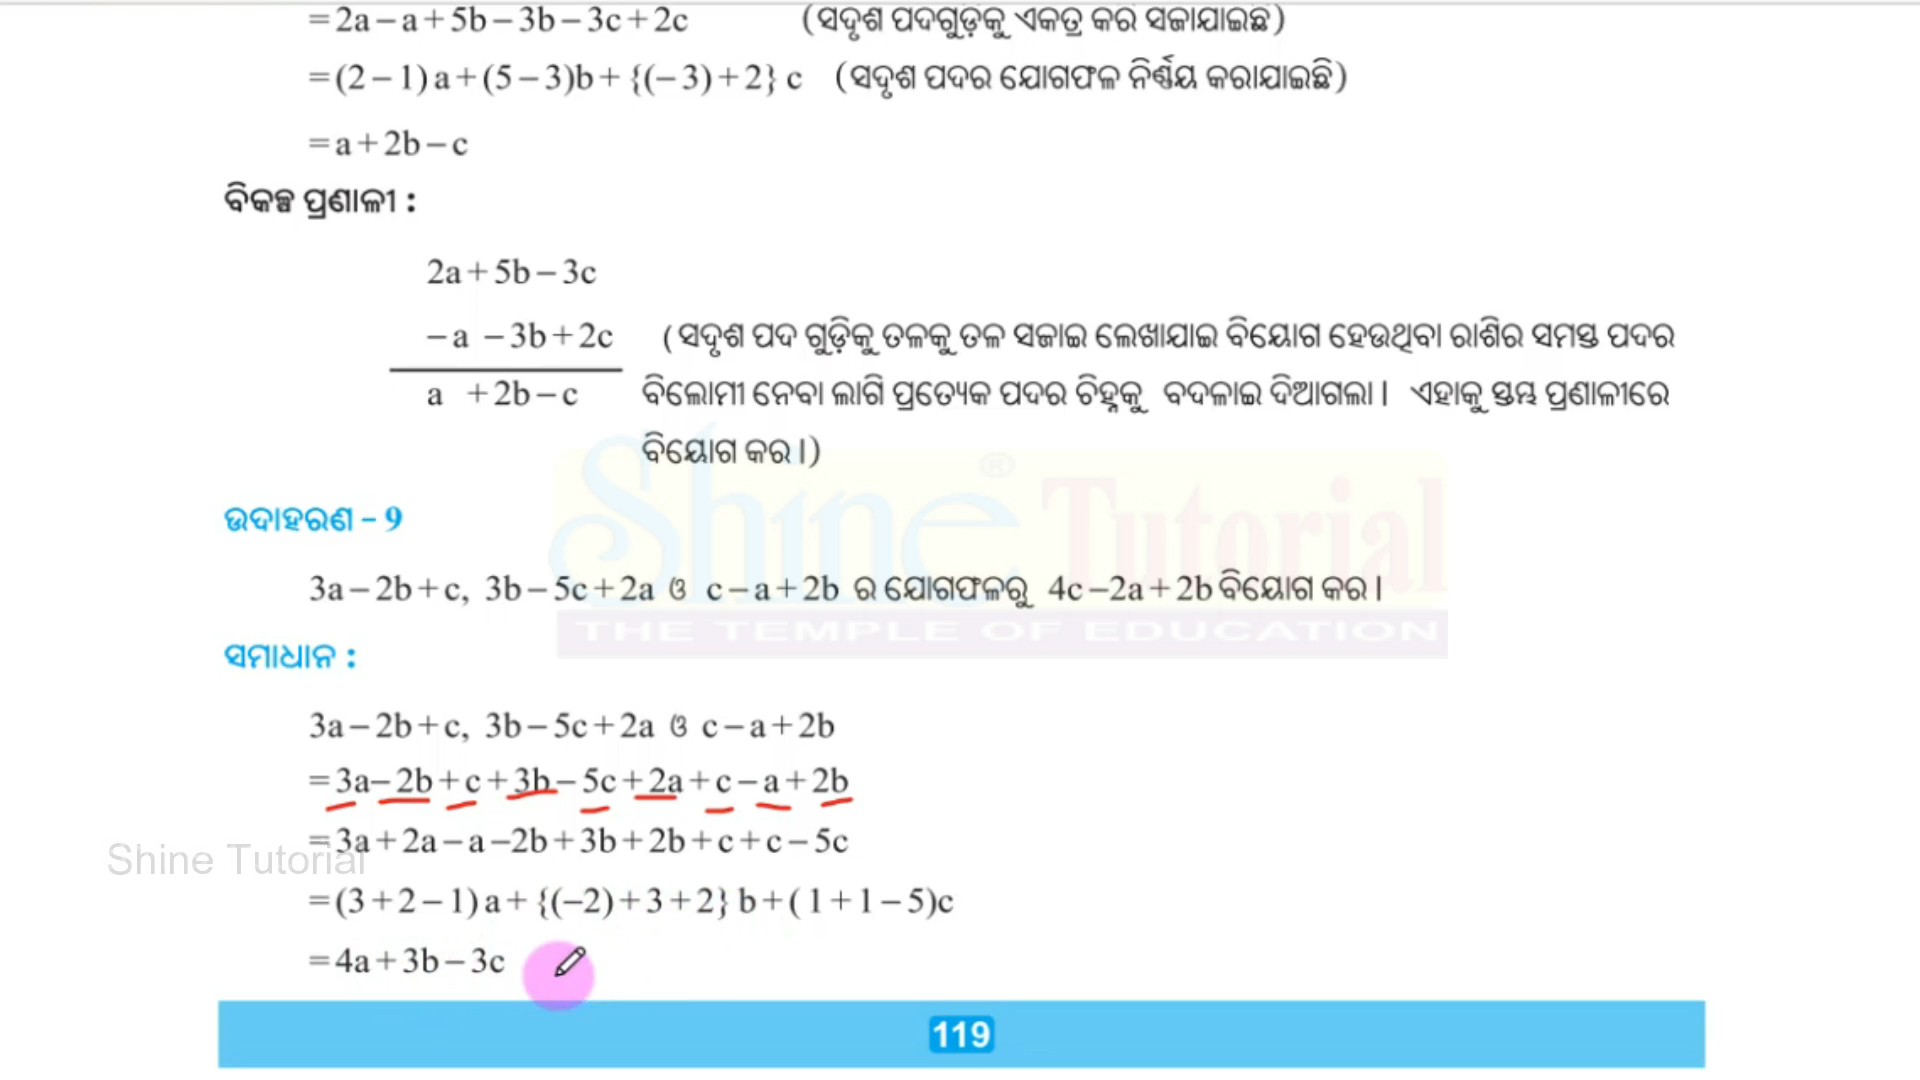 =2a−a+5b−3b−3c+2c (ସଦୃଶ ପଦଗୁଡ଼ିକୁ ଏକତ୍ର କରି ସଜାଯାଇଛି)
=(2−1)a+(5−3)b+{(−3)+2}c (ସଦୃଶ ପଦର ଯୋଗଫଳ ନିର୍ଣ୍ଣୟ କରାଯାଇଛି)
=a+2b−c
ବିକଳ୍ପ ପ୍ରଣାଳୀ :
2a+5b−3c
−a −3b+2c (ସଦୃଶ ପଦ ଗୁଡ଼ିକୁ ତଳକୁ ତଳ ସଜାଇ ଲେଖାଯାଇ ବିୟୋଗ ହେଉଥିବା ରାଶିର ସମସ୍ତ ପଦର
a +2b−c ବିଲୋମୀ ନେବା ଲାଗି ପ୍ରତ୍ୟେକ ପଦର ଚିହ୍ନକୁ ବଦଳାଇ ଦିଆଗଲା। ଏହାକୁ ସ୍ତମ୍ଭ ପ୍ରଣାଳୀରେ
ବିୟୋଗ କର।)
Shine Tutorial ®
ଉଦାହରଣ – 9
3a−2b+c, 3b−5c+2a ଓ c−a+2b ର ଯୋଗଫଳରୁ 4c−2a+2b ବିୟୋଗ କର।
THE TEMPLE OF EDUCATION
ସମାଧାନ :
3a−2b+c, 3b−5c+2a ଓ c−a+2b
=3a−2b+c+3b−5c+2a+c−a+2b
=3a+2a−a−2b+3b+2b+c+c−5c
Shine Tutorial
=(3+2−1)a+{(−2)+3+2}b+(1+1−5)c
=4a+3b−3c
119